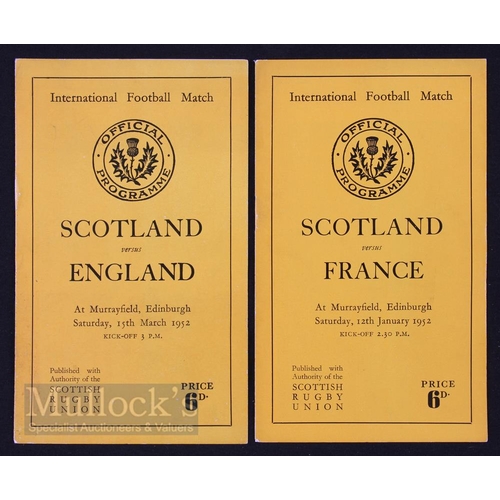 International Football Match
OFFICIAL
PROGRAMME
SCOTLAND
versus
ENGLAND
At Murrayfield, Edinburgh
Saturday, 15th March 1952
KICK-OFF 3 P.M.
Published with
Authority of the
SCOTTISH
RUGBY
UNION
PRICE
6D.
Mullock's
Specialist Auctioneers & Valuers
International Football Match
OFFICIAL
PROGRAMME
SCOTLAND
versus
FRANCE
At Murrayfield, Edinburgh
Saturday, 12th January 1952
KICK-OFF 2.30 P.M.
Published with
Authority of the
SCOTTISH
RUGBY
UNION
PRICE
6D.